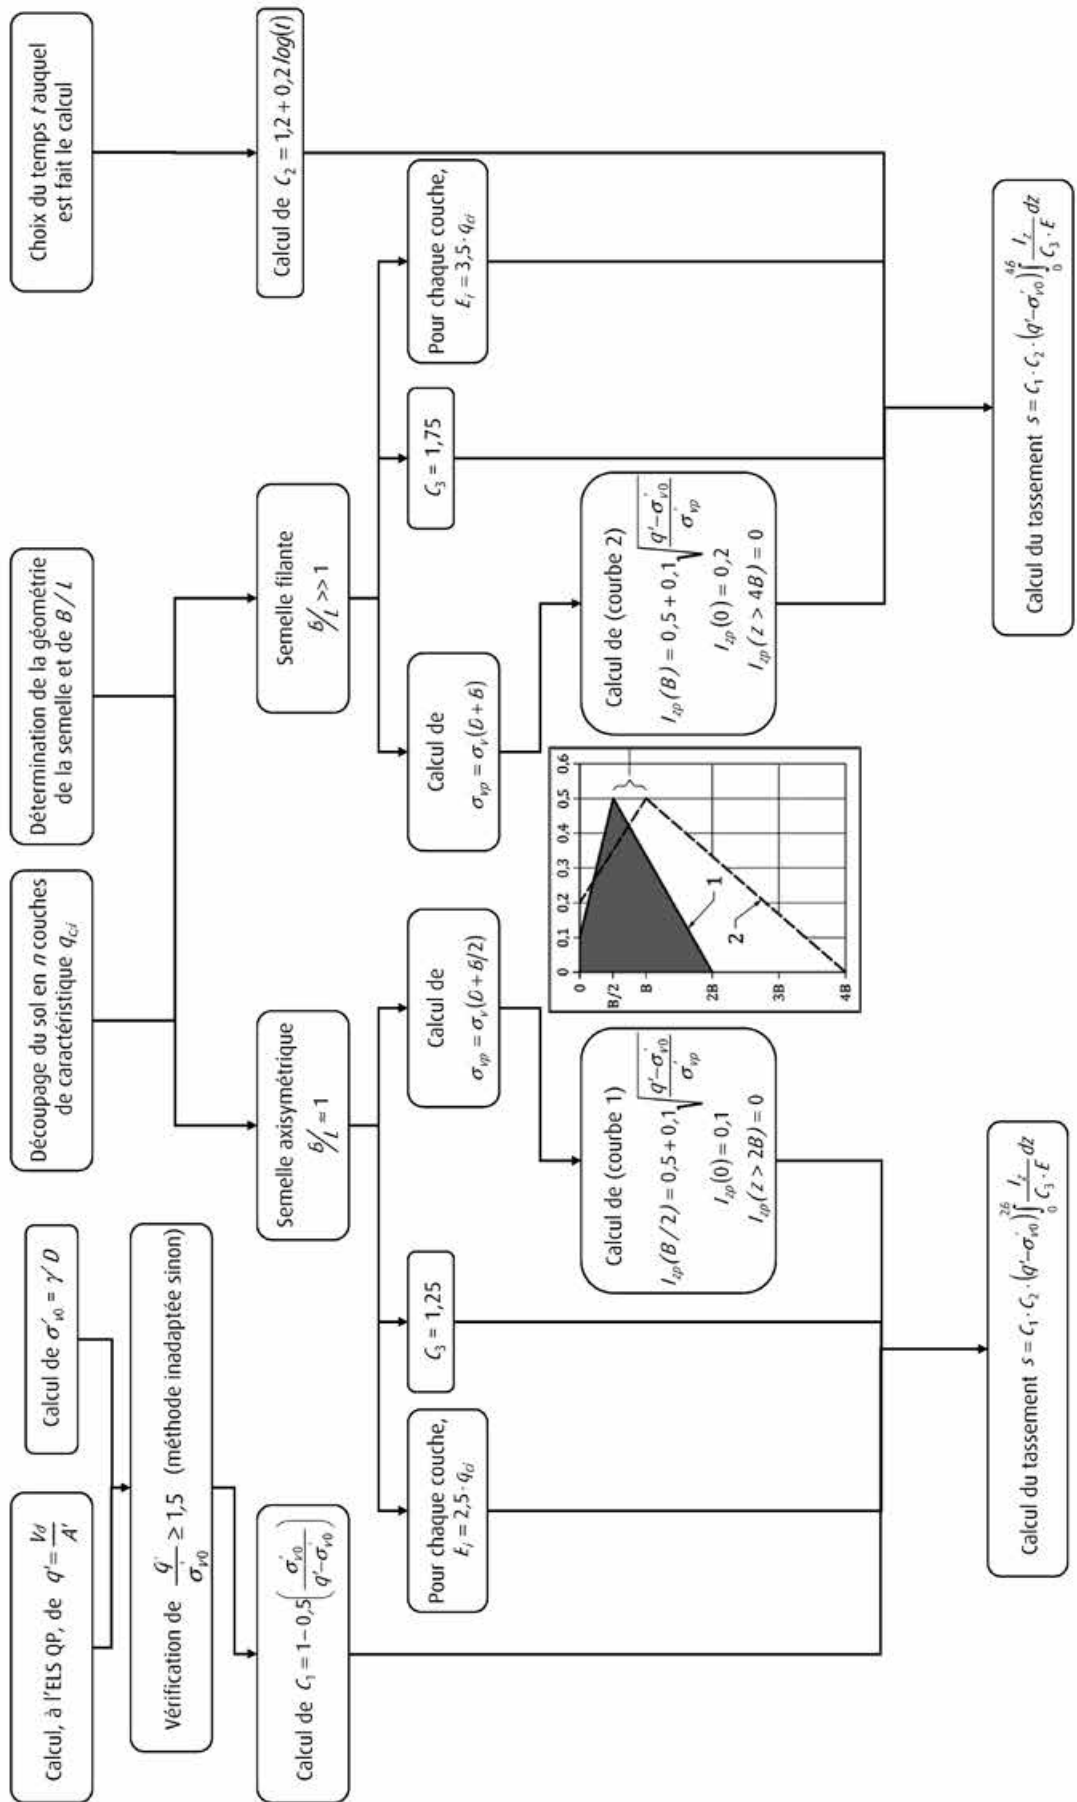 Calcul, à l'ELS QP, de q' = Vd / A'
Calcul de σ'v0 = γ' D
Découpage du sol en n couches
de caractéristique qci
Détermination de la géométrie
de la semelle et de B / L
Choix du temps t auquel
est fait le calcul
Vérification de q' / σ'v0 ≥ 1,5 (méthode inadaptée sinon)
Calcul de C1 = 1 – 0,5 (σ'v0 / q' – σ'v0)
Semelle axisymétrique
B/L ≈ 1
Semelle filante
B/L >> 1
Calcul de C2 = 1,2 + 0,2 log(t)
Pour chaque couche,
Ei = 2,5 · qci
C3 = 1,25
Calcul de
σvp = σv(D + B/2)
Calcul de
σvp = σv(D + B)
C3 = 1,75
Pour chaque couche,
Ei = 3,5 · qci
Calcul de (courbe 1)
Izp(B / 2) = 0,5 + 0,1 √ q' – σ'v0 / σ'vp
Izp(0) = 0,1
Izp(z > 2B) = 0
0 0,1 0,2 0,3 0,4 0,5 0,6
0
B/2
B
2B
3B
4B
1
2
Calcul de (courbe 2)
Izp(B) = 0,5 + 0,1 √ q' – σ'v0 / σ'vp
Izp(0) = 0,2
Izp(z > 4B) = 0
Calcul du tassement s = C1 · C2 · (q' – σ'v0) ∫ 0 2B Iz / C3 · E dz
Calcul du tassement s = C1 · C2 · (q' – σ'v0) ∫ 0 4B Iz / C3 · E dz